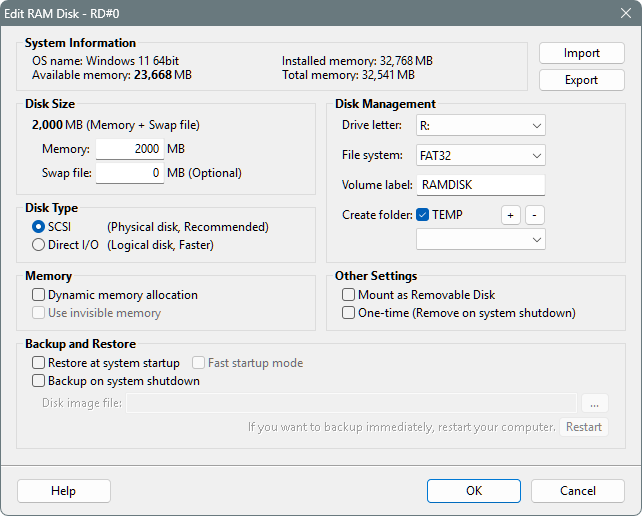 Edit RAM Disk - RD#0
System Information
OS name: Windows 11 64bit
Installed memory: 32,768 MB
Available memory: 23,668 MB
Total memory: 32,541 MB
Import
Export
Disk Size
2,000 MB (Memory + Swap file)
Memory: 2000 MB
Swap file: 0 MB (Optional)
Disk Management
Drive letter: R:
File system: FAT32
Volume label: RAMDISK
Create folder: TEMP + -
Disk Type
SCSI (Physical disk, Recommended)
Direct I/O (Logical disk, Faster)
Memory
Dynamic memory allocation
Use invisible memory
Other Settings
Mount as Removable Disk
One-time (Remove on system shutdown)
Backup and Restore
Restore at system startup Fast startup mode
Backup on system shutdown
Disk image file: ...
If you want to backup immediately, restart your computer. Restart
Help OK Cancel